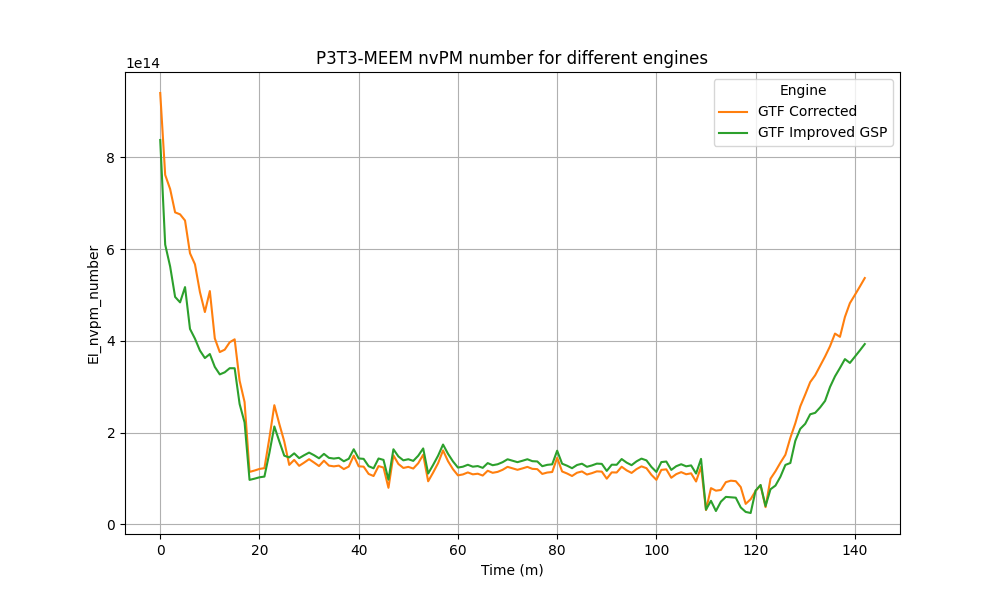 P3T3-MEEM nvPM number for different engines
1e14
Engine
GTF Corrected
GTF Improved GSP
EI_nvpm_number
8
6
4
2
0
0 20 40 60 80 100 120 140
Time (m)